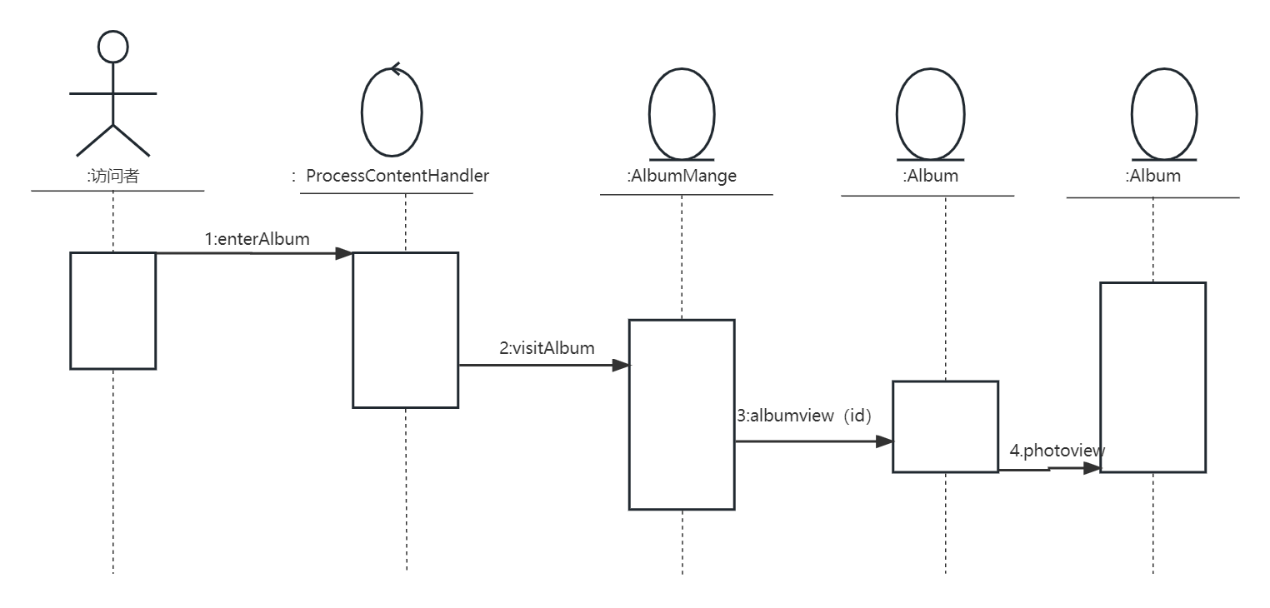 :访问者
： ProcessContentHandler
:AlbumMange
:Album
:Album
1:enterAlbum
2:visitAlbum
3:albumview（id）
4.photoview